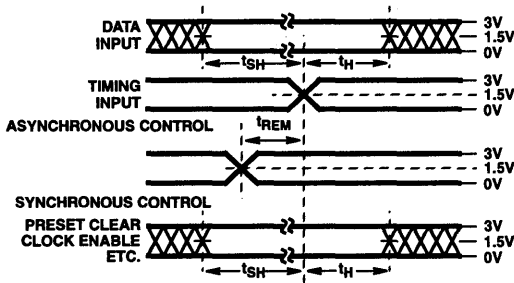 DATA
INPUT
3V
1.5V
0V
tSH
tH
TIMING
INPUT
3V
1.5V
0V
ASYNCHRONOUS CONTROL
tREM
3V
1.5V
0V
SYNCHRONOUS CONTROL
PRESET CLEAR
CLOCK ENABLE
ETC.
3V
1.5V
0V
tSH
tH